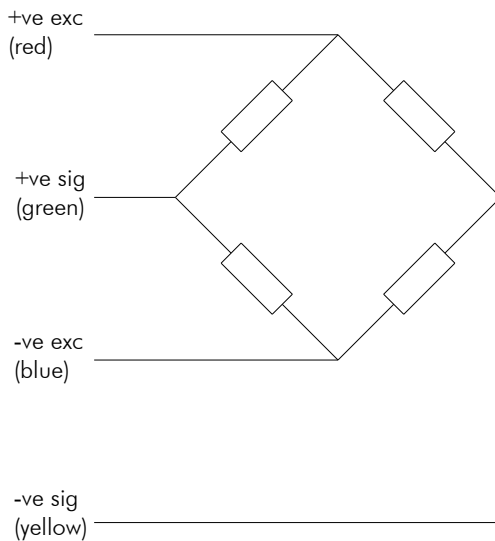 +ve exc
(red)
+ve sig
(green)
-ve exc
(blue)
-ve sig
(yellow)